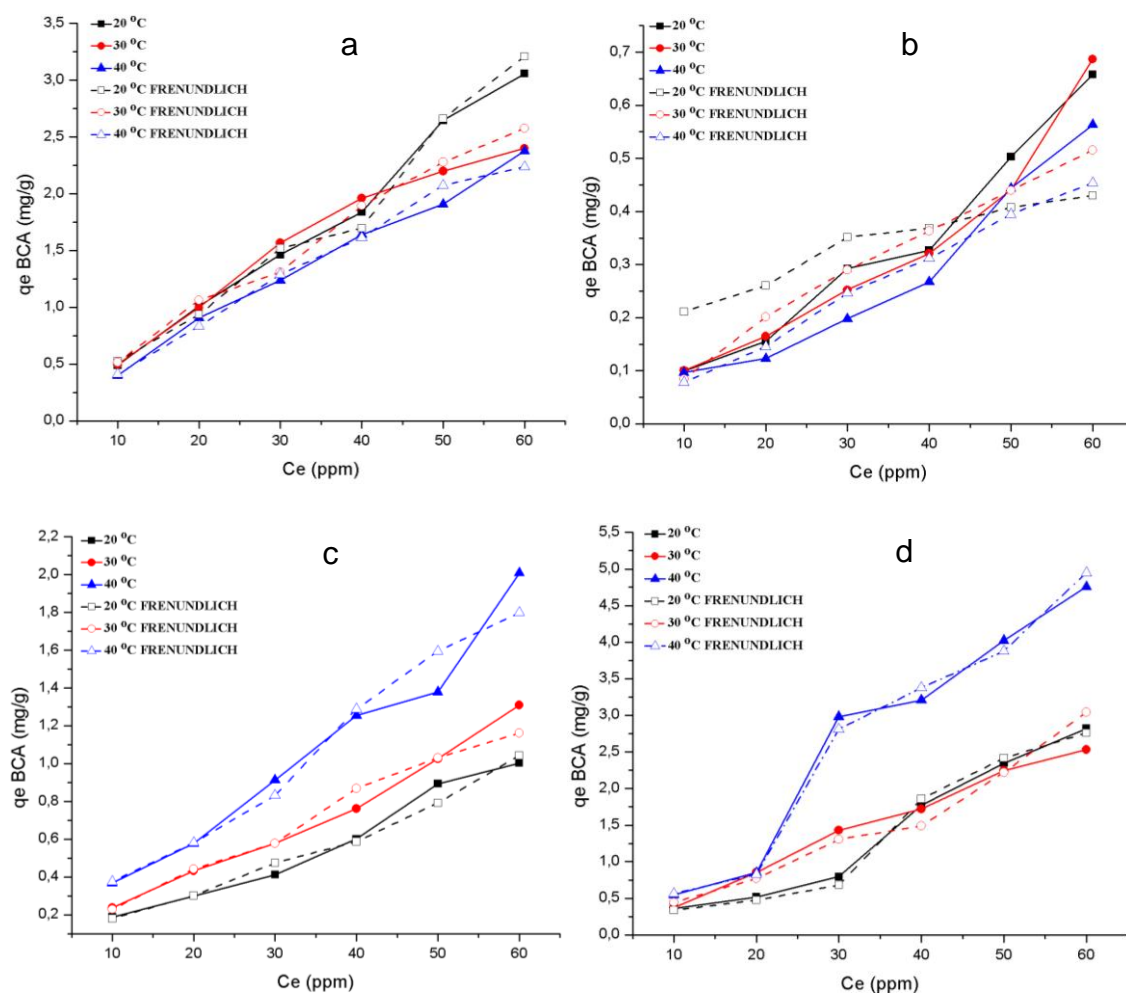 a
20 °C
30 °C
40 °C
20 °C FRENUNDLICH
30 °C FRENUNDLICH
40 °C FRENUNDLICH
qe BCA (mg/g)
3,5
3,0
2,5
2,0
1,5
1,0
0,5
0,0
10 20 30 40 50 60
Ce (ppm)
b
20 °C
30 °C
40 °C
20 °C FRENUNDLICH
30 °C FRENUNDLICH
40 °C FRENUNDLICH
qe BCA (mg/g)
0,7
0,6
0,5
0,4
0,3
0,2
0,1
0,0
10 20 30 40 50 60
Ce (ppm)
c
20 °C
30 °C
40 °C
20 °C FRENUNDLICH
30 °C FRENUNDLICH
40 °C FRENUNDLICH
qe BCA (mg/g)
2,2
2,0
1,8
1,6
1,4
1,2
1,0
0,8
0,6
0,4
0,2
10 20 30 40 50 60
Ce (ppm)
d
20 °C
30 °C
40 °C
20 °C FRENUNDLICH
30 °C FRENUNDLICH
40 °C FRENUNDLICH
qe BCA (mg/g)
5,5
5,0
4,5
4,0
3,5
3,0
2,5
2,0
1,5
1,0
0,5
0,0
10 20 30 40 50 60
Ce (ppm)